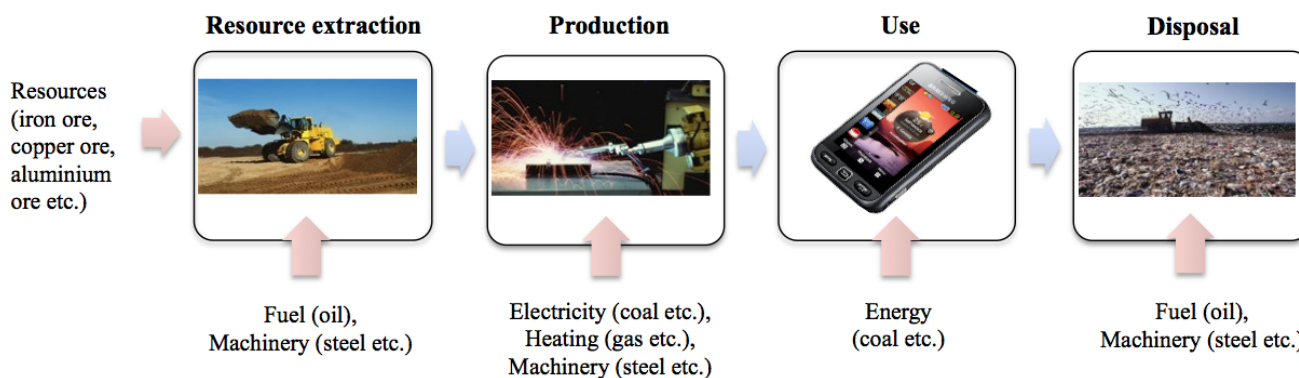 Resource extraction
Production
Use
Disposal
Resources
(iron ore,
copper ore,
aluminium
ore etc.)
Fuel (oil),
Machinery (steel etc.)
Electricity (coal etc.),
Heating (gas etc.),
Machinery (steel etc.)
Energy
(coal etc.)
Fuel (oil),
Machinery (steel etc.)